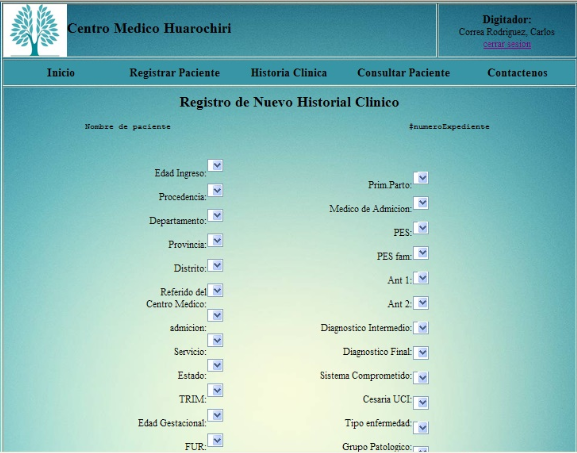 Centro Medico Huarochiri
Digitador:
Correa Rodriguez, Carlos
cerrar sesion
Inicio Registrar Paciente Historia Clinica Consultar Paciente Contactenos
Registro de Nuevo Historial Clinico
Nombre de paciente #numeroExpediente
Edad Ingreso:
Procedencia:
Departamento:
Provincia:
Distrito:
Referido del
Centro Medico:
admicion:
Servicio:
Estado:
TRIM:
Edad Gestacional:
FUR:
Prim.Parto:
Medico de Admicion:
PES:
PES fam:
Ant 1:
Ant 2:
Diagnostico Intermedio:
Diagnostico Final:
Sistema Comprometido:
Cesaria UCI:
Tipo enfermedad:
Grupo Patologico: